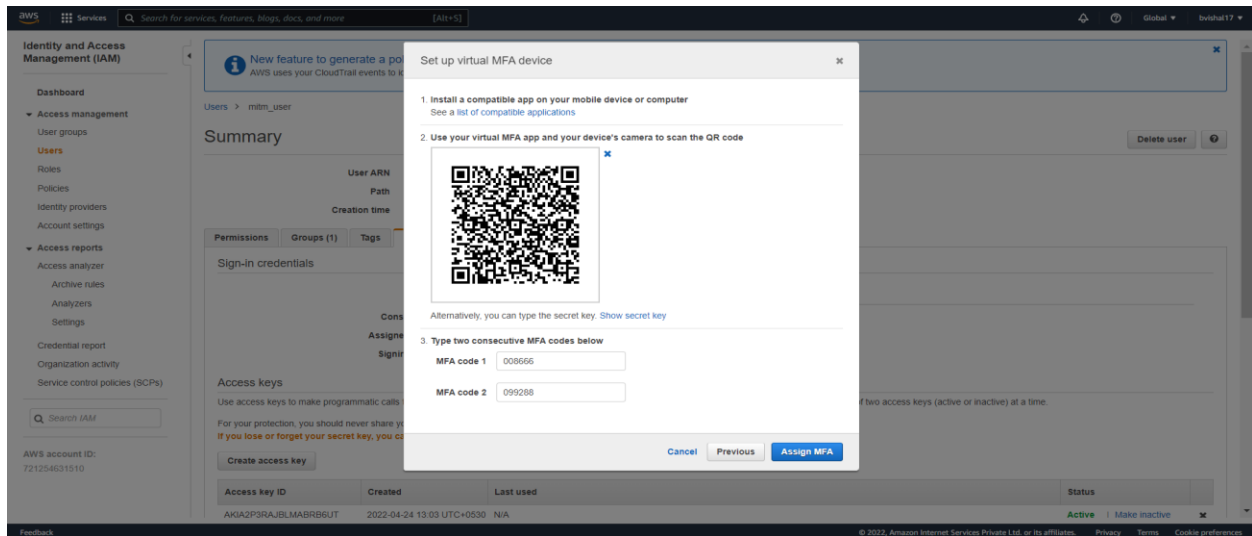 aws Services Search for services, features, blogs, docs, and more [Alt+S] Global bvishal17
Identity and Access Management (IAM)
Dashboard
Access management
User groups
Users
Roles
Policies
Identity providers
Account settings
Access reports
Access analyzer
Archive rules
Analyzers
Settings
Credential report
Organization activity
Service control policies (SCPs)
Search IAM
AWS account ID:
721254631510
New feature to generate a pol
AWS uses your CloudTrail events to ic
Users > mitm_user
Summary
Delete user
User ARN
Path
Creation time
Permissions Groups (1) Tags
Sign-in credentials
Cons
Assigne
Signir
Access keys
Use access keys to make programmatic calls
of two access keys (active or inactive) at a time.
For your protection, you should never share yo
If you lose or forget your secret key, you ca
Create access key
Access key ID Created Last used Status
AKIA2P3RAJBLMABRB6UT 2022-04-24 13:03 UTC+0530 N/A Active | Make inactive
Set up virtual MFA device
1. Install a compatible app on your mobile device or computer
See a list of compatible applications
2. Use your virtual MFA app and your device's camera to scan the QR code
Alternatively, you can type the secret key. Show secret key
3. Type two consecutive MFA codes below
MFA code 1 008666
MFA code 2 099288
Cancel Previous Assign MFA
Feedback © 2022, Amazon Internet Services Private Ltd. or its affiliates. Privacy Terms Cookie preferences